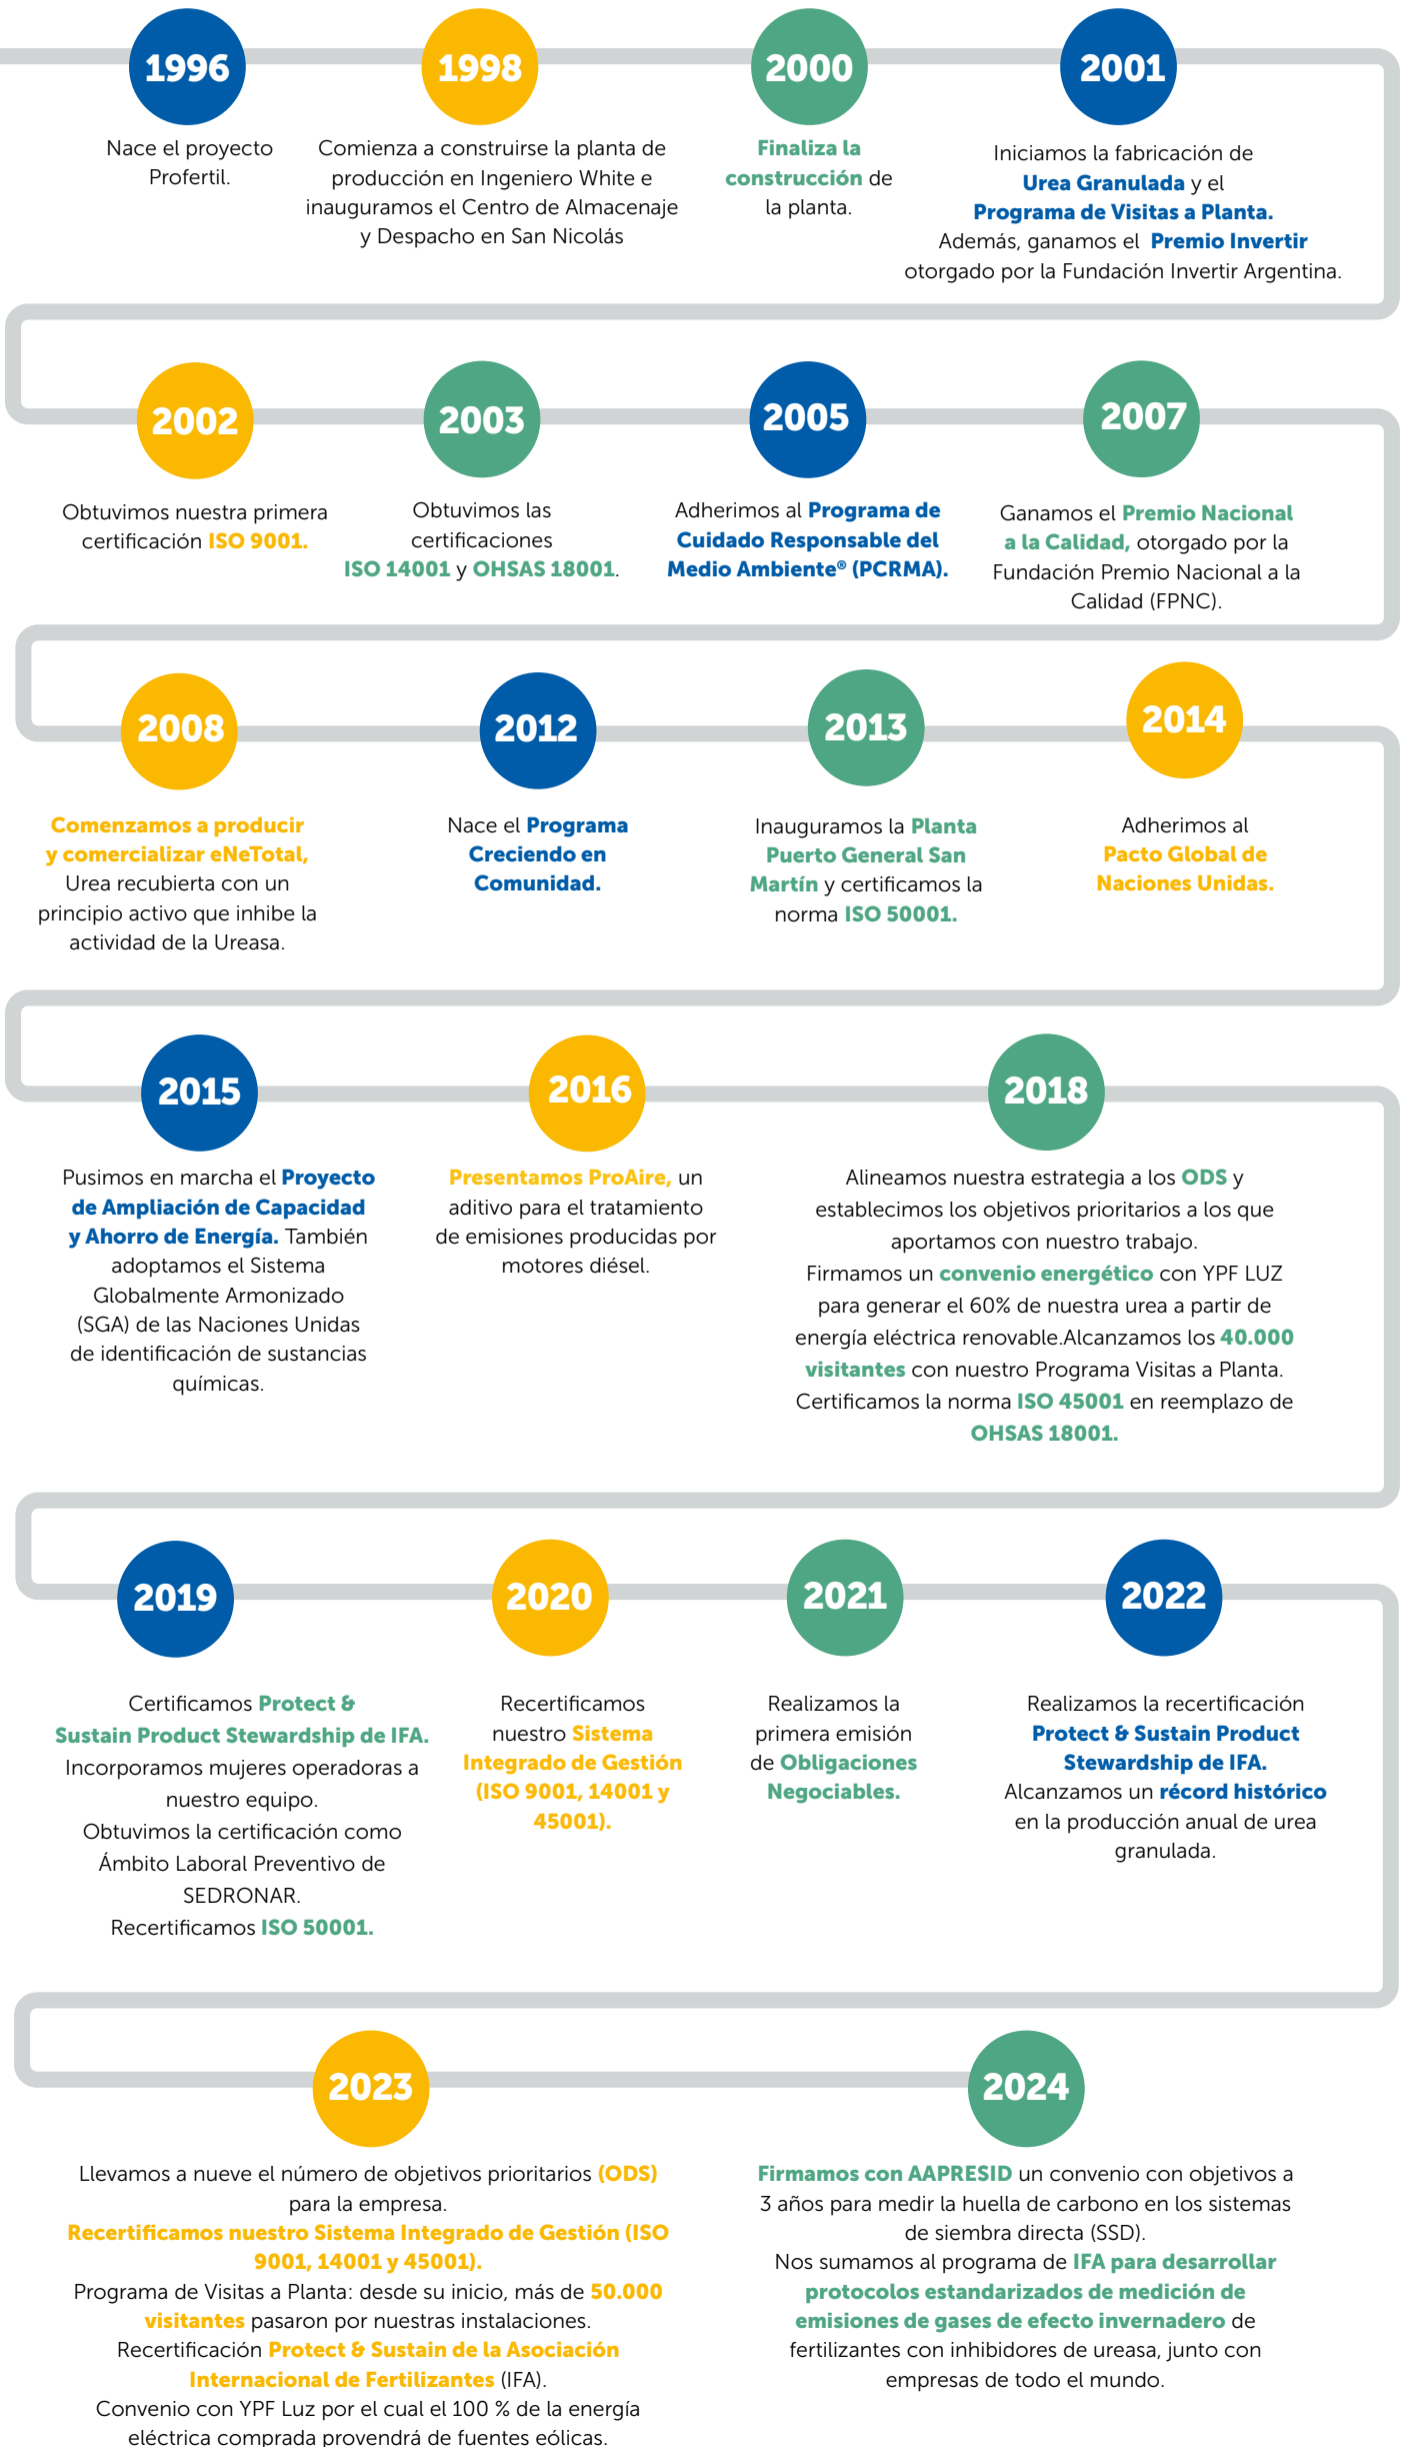 1996
Nace el proyecto
Profertil.
1998
Comienza a construirse la planta de
producción en Ingeniero White e
inauguramos el Centro de Almacenaje
y Despacho en San Nicolás
2000
Finaliza la
construcción de
la planta.
2001
Iniciamos la fabricación de
Urea Granulada y el
Programa de Visitas a Planta.
Además, ganamos el Premio Invertir
otorgado por la Fundación Invertir Argentina.
2002
Obtuvimos nuestra primera
certificación ISO 9001.
2003
Obtuvimos las
certificaciones
ISO 14001 y OHSAS 18001.
2005
Adherimos al Programa de
Cuidado Responsable del
Medio Ambiente® (PCRMA).
2007
Ganamos el Premio Nacional
a la Calidad, otorgado por la
Fundación Premio Nacional a la
Calidad (FPNC).
2008
Comenzamos a producir
y comercializar eNeTotal,
Urea recubierta con un
principio activo que inhibe la
actividad de la Ureasa.
2012
Nace el Programa
Creciendo en
Comunidad.
2013
Inauguramos la Planta
Puerto General San
Martín y certificamos la
norma ISO 50001.
2014
Adherimos al
Pacto Global de
Naciones Unidas.
2015
Pusimos en marcha el Proyecto
de Ampliación de Capacidad
y Ahorro de Energía. También
adoptamos el Sistema
Globalmente Armonizado
(SGA) de las Naciones Unidas
de identificación de sustancias
químicas.
2016
Presentamos ProAire, un
aditivo para el tratamiento
de emisiones producidas por
motores diésel.
2018
Alineamos nuestra estrategia a los ODS y
establecimos los objetivos prioritarios a los que
aportamos con nuestro trabajo.
Firmamos un convenio energético con YPF LUZ
para generar el 60% de nuestra urea a partir de
energía eléctrica renovable.Alcanzamos los 40.000
visitantes con nuestro Programa Visitas a Planta.
Certificamos la norma ISO 45001 en reemplazo de
OHSAS 18001.
2019
Certificamos Protect &
Sustain Product Stewardship de IFA.
Incorporamos mujeres operadoras a
nuestro equipo.
Obtuvimos la certificación como
Ámbito Laboral Preventivo de
SEDRONAR.
Recertificamos ISO 50001.
2020
Recertificamos
nuestro Sistema
Integrado de Gestión
(ISO 9001, 14001 y
45001).
2021
Realizamos la
primera emisión
de Obligaciones
Negociables.
2022
Realizamos la recertificación
Protect & Sustain Product
Stewardship de IFA.
Alcanzamos un récord histórico
en la producción anual de urea
granulada.
2023
Llevamos a nueve el número de objetivos prioritarios (ODS)
para la empresa.
Recertificamos nuestro Sistema Integrado de Gestión (ISO
9001, 14001 y 45001).
Programa de Visitas a Planta: desde su inicio, más de 50.000
visitantes pasaron por nuestras instalaciones.
Recertificación Protect & Sustain de la Asociación
Internacional de Fertilizantes (IFA).
Convenio con YPF Luz por el cual el 100 % de la energía
eléctrica comprada provendrá de fuentes eólicas.
2024
Firmamos con AAPRESID un convenio con objetivos a
3 años para medir la huella de carbono en los sistemas
de siembra directa (SSD).
Nos sumamos al programa de IFA para desarrollar
protocolos estandarizados de medición de
emisiones de gases de efecto invernadero de
fertilizantes con inhibidores de ureasa, junto con
empresas de todo el mundo.